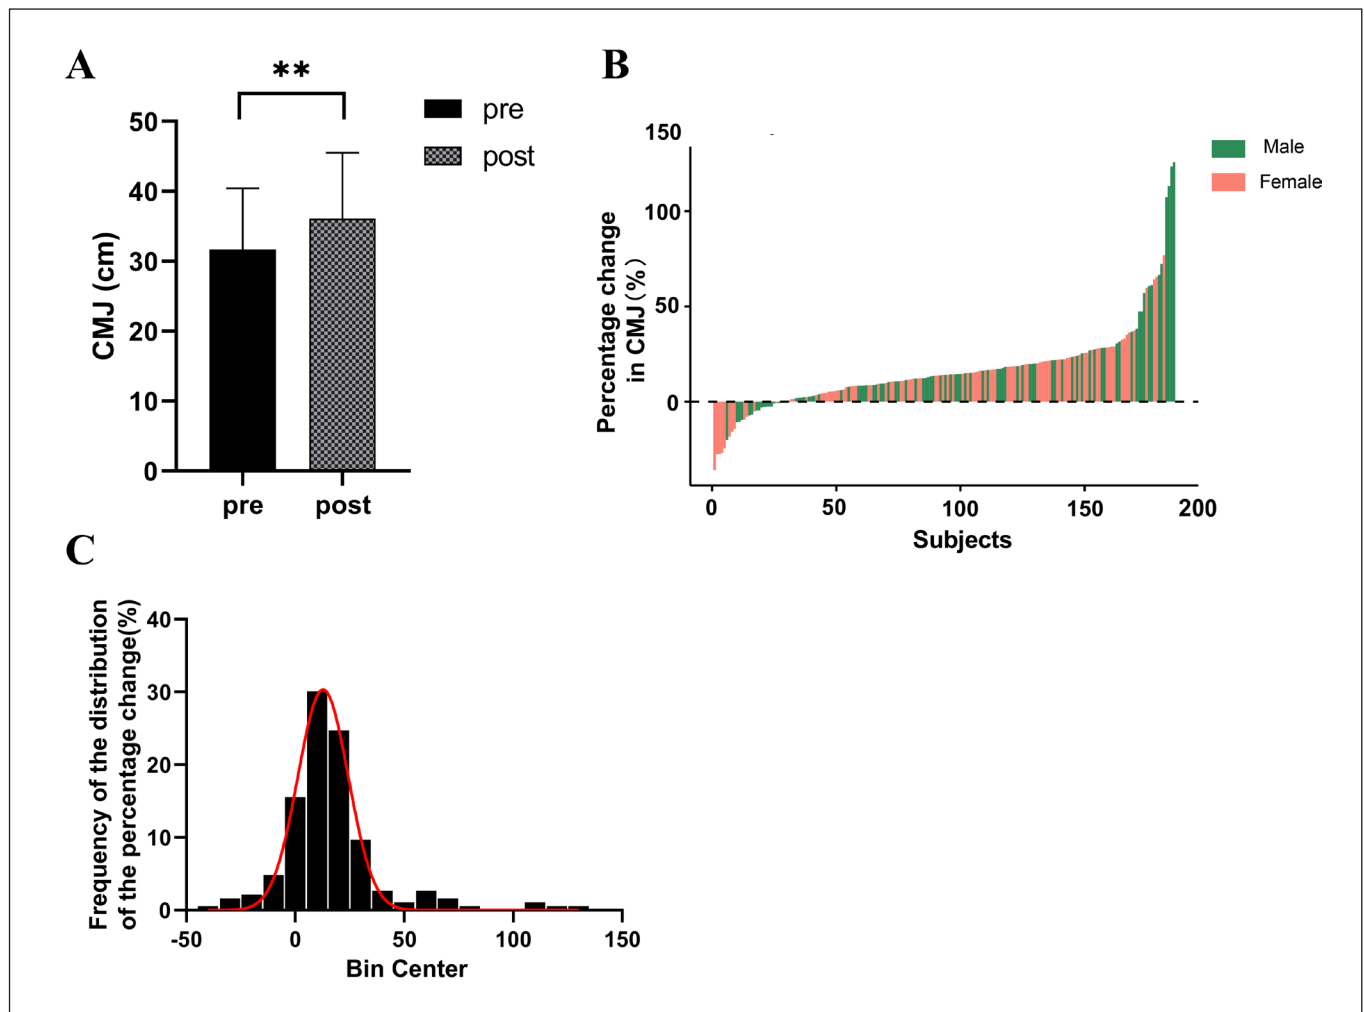 A
**
pre
post
50
40
30
20
10
0
CMJ (cm)
pre
post
B
Male
Female
150
100
50
0
Percentage change
in CMJ(%)
0
50
100
150
200
Subjects
C
Frequency of the distribution
of the percentage change(%)
40
30
20
10
0
-50
0
50
100
150
Bin Center